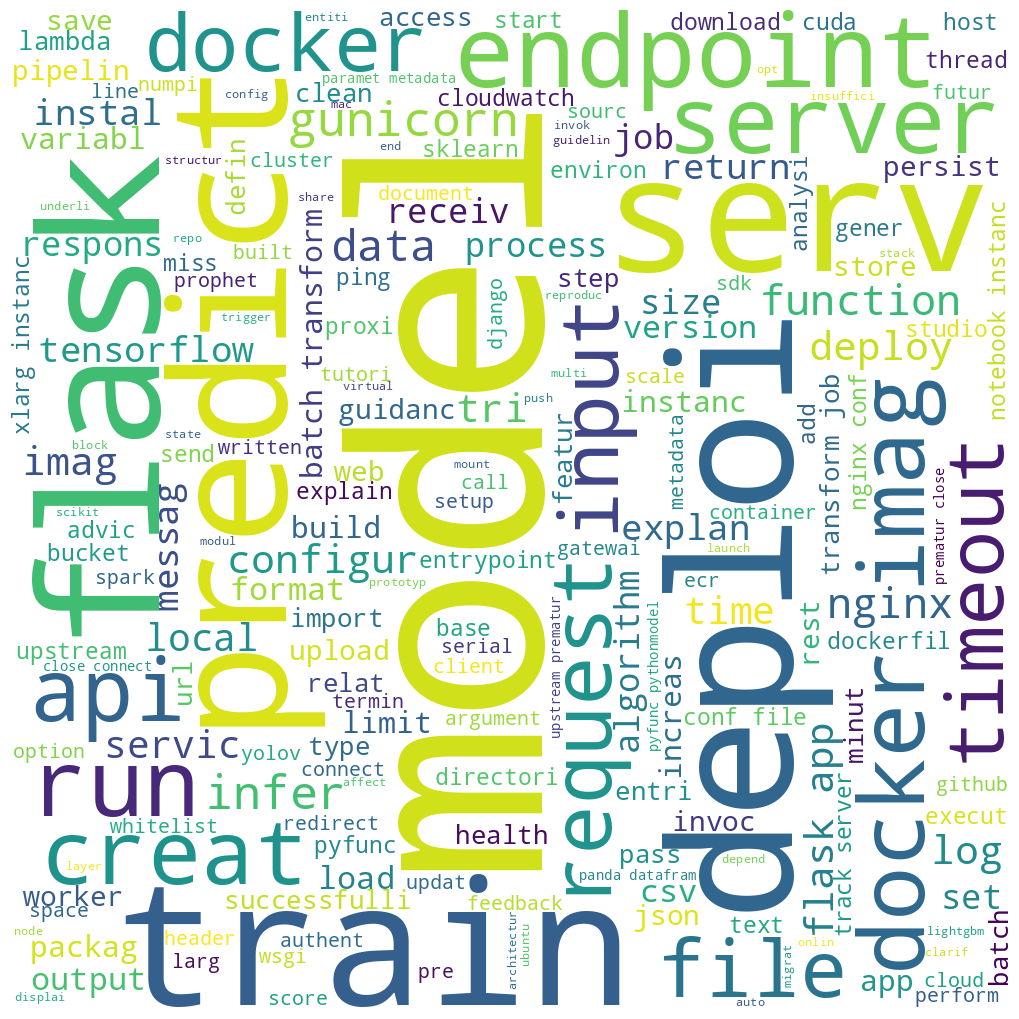 save
entiti
access
start
download
cuda
host
lambda
docker
endpoint
thread
pipelin
numpi
paramet metadata
opt
line
config
clean
cloudwatch
insuffici
futur
instal
mac
sourc
server
variabl
gunicorn
invok
job
structur
end
sklearn
guidelin
defin
cluster
environ
return
persist
document
analysi
share
receiv
serv
underli
flask
predict
model
respons
repo
built
data
process
gener
stack
miss
prophet
ping
step
sdk
store
notebook instanc
xlarg instanc
batch transform
django
reproduc
size
function
trigger
proxi
input
version
studio
tensorflow
tutori
multi
deploi
deploy
virtual
scale
instanc
guidanc
tri
push
add
transform job
nginx conf
imag
block
state
send
written
featur
metadata
timeout
imag
web
mount
call
explain
setup
messag
scikit
advic
modul
build
explan
container
bucket
configur
entrypoint
gatewai
launch
prematur close
spark
prototyp
ecr
format
request
algorithm
time
nginx
local
import
base
rest
dockerfil
upstream
serial
close connect
upload
client
url
relat
upstream prematur
pyfunc pythonmodel
increas
api
termin
limit
argument
conf file
minut
docker
option
servic
yolov
type
connect
directori
run
infer
affect
entri
github
whitelist
redirect
health
invoc
flask app
track server
execut
creat
pyfunc
layer
load
updat
panda datafram
pass
depend
log
worker
successfulli
feedback
csv
set
space
json
text
lightgbm
node
train
packag
header
authent
wsgi
architectur
ubuntu
file
migrat
onlin
clarif
batch
larg
pre
output
app
cloud
displai
score
auto
perform